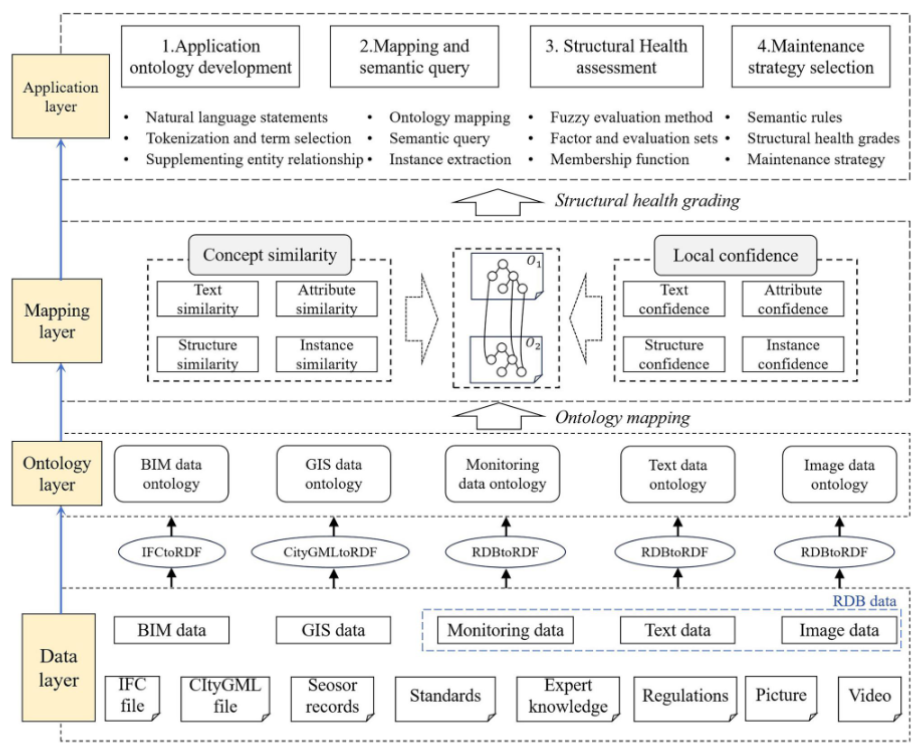 Application
layer
1.Application
ontology development
2.Mapping and
semantic query
3. Structural Health
assessment
4.Maintenance
strategy selection
• Natural language statements
• Tokenization and term selection
• Supplementing entity relationship
• Ontology mapping
• Semantic query
• Instance extraction
• Fuzzy evaluation method
• Factor and evaluation sets
• Membership function
• Semantic rules
• Structural health grades
• Maintenance strategy
Structural health grading
Mapping
layer
Concept similarity
Text
similarity
Attribute
similarity
Structure
similarity
Instance
similarity
O1
O2
Local confidence
Text
confidence
Attribute
confidence
Structure
confidence
Instance
confidence
Ontology mapping
Ontology
layer
BIM data
ontology
GIS data
ontology
Monitoring
data ontology
Text data
ontology
Image data
ontology
IFCtoRDF
CityGMLtoRDF
RDBtoRDF
RDBtoRDF
RDBtoRDF
Data
layer
RDB data
BIM data
GIS data
Monitoring data
Text data
Image data
IFC
file
CItyGML
file
Seosor
records
Standards
Expert
knowledge
Regulations
Picture
Video